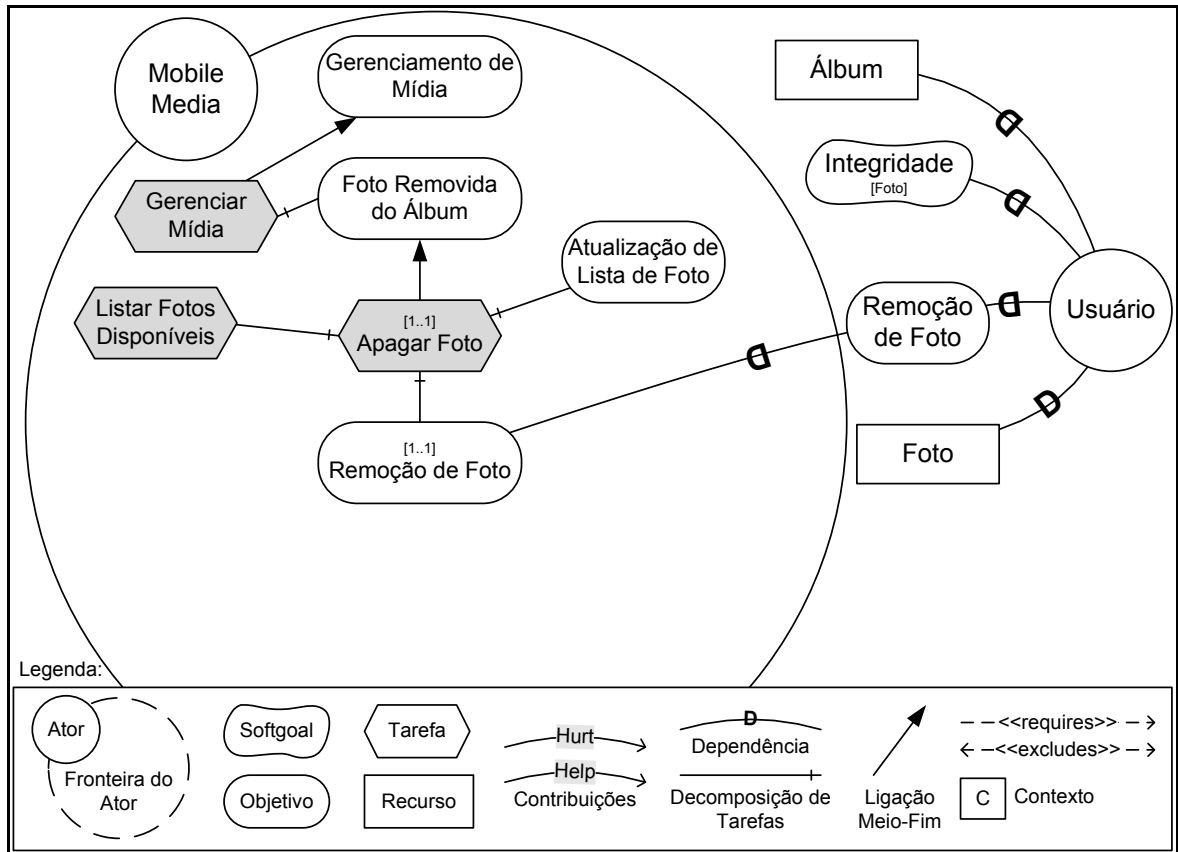 Mobile
Media
Gerenciamento de
Mídia
Álbum
D
Integridade
[Foto]
D
Gerenciar
Mídia
Foto Removida
do Álbum
Atualização de
Lista de Foto
Listar Fotos
Disponíveis
[1..1]
Apagar Foto
D
Remoção
de Foto
D
Usuário
D
[1..1]
Remoção de Foto
Foto
Legenda:
Ator
Fronteira do
Ator
Softgoal
Objetivo
Tarefa
Recurso
Hurt
Help
Contribuições
D
Dependência
Decomposição de
Tarefas
Ligação
Meio-Fim
<<requires>>
<<excludes>>
C
Contexto